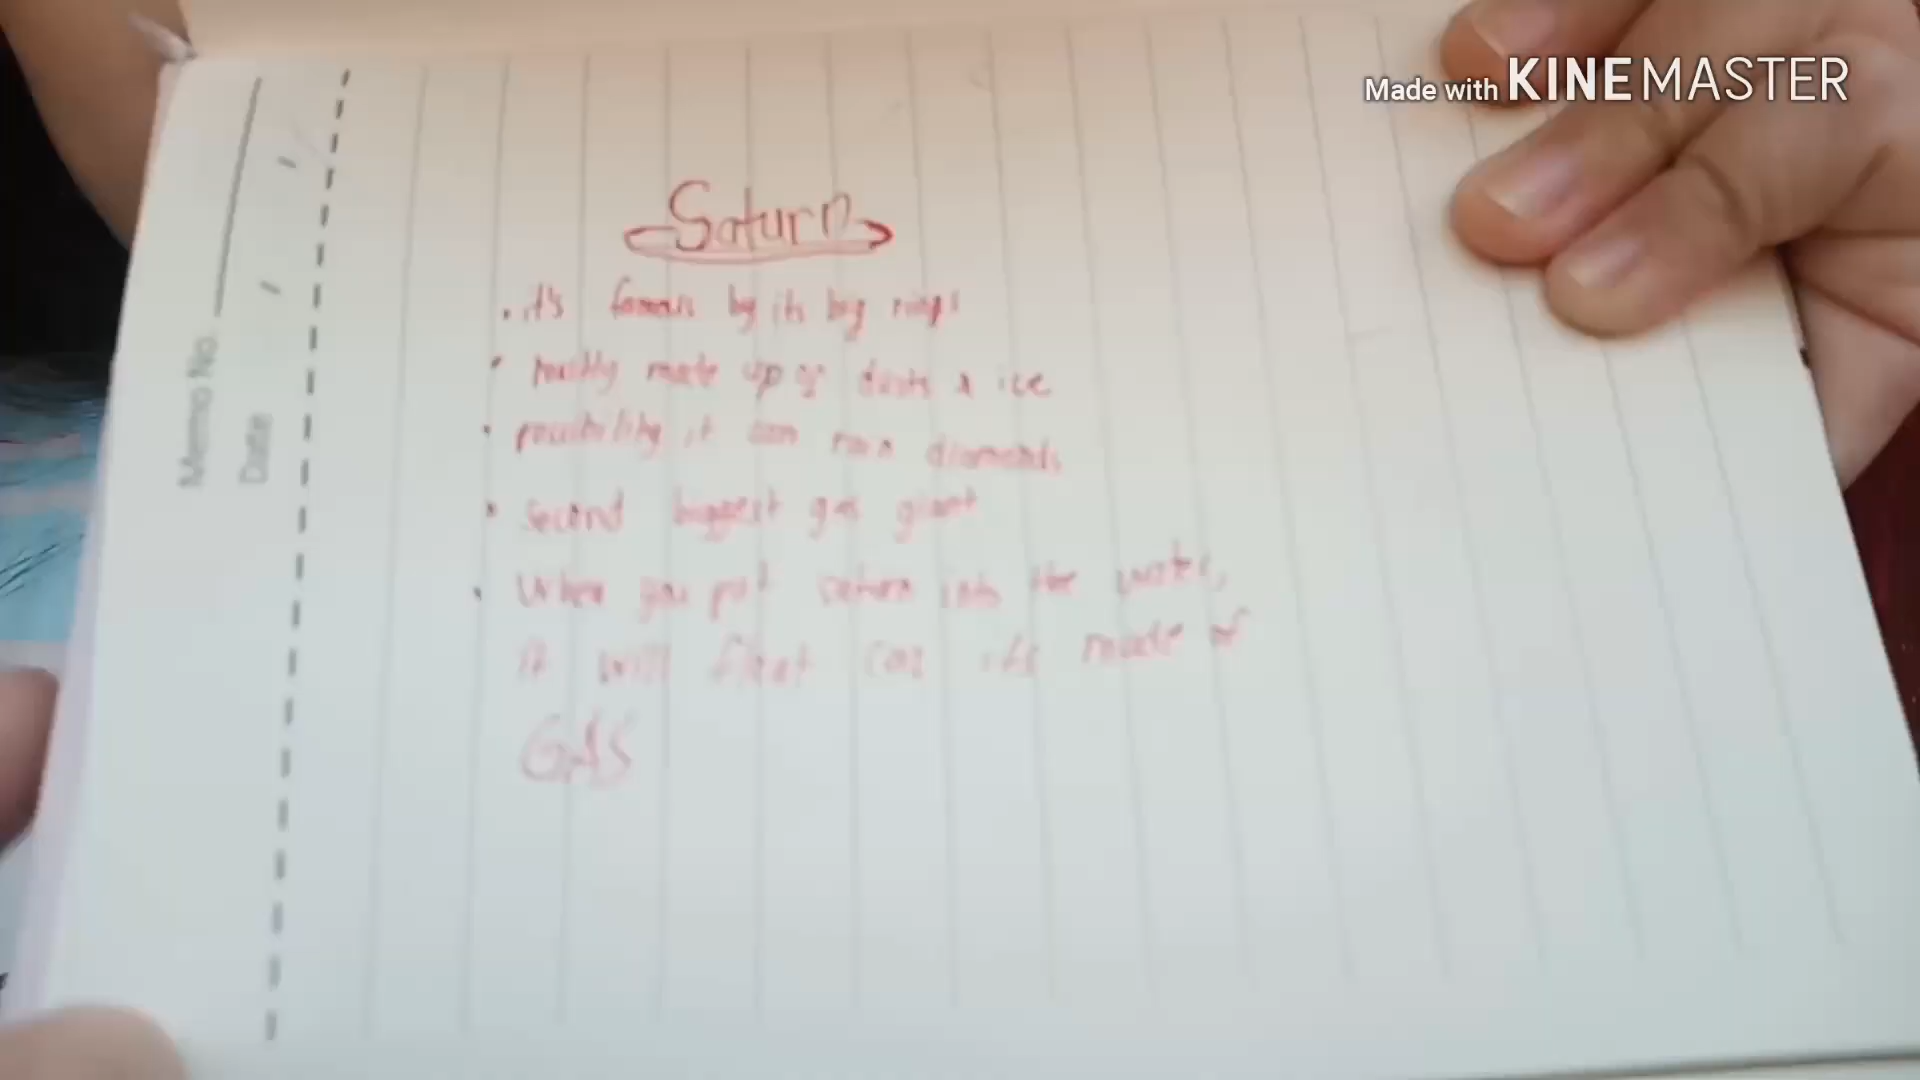 Made with KINEMASTER
Memo No.
Date / /
Saturn
• it's famous by its big rings
• mostly made up of dusts & ice
• possibility it can rain diamonds
• Second biggest gas giant
• When you put saturn into the water,
it will float coz its made of
GAS